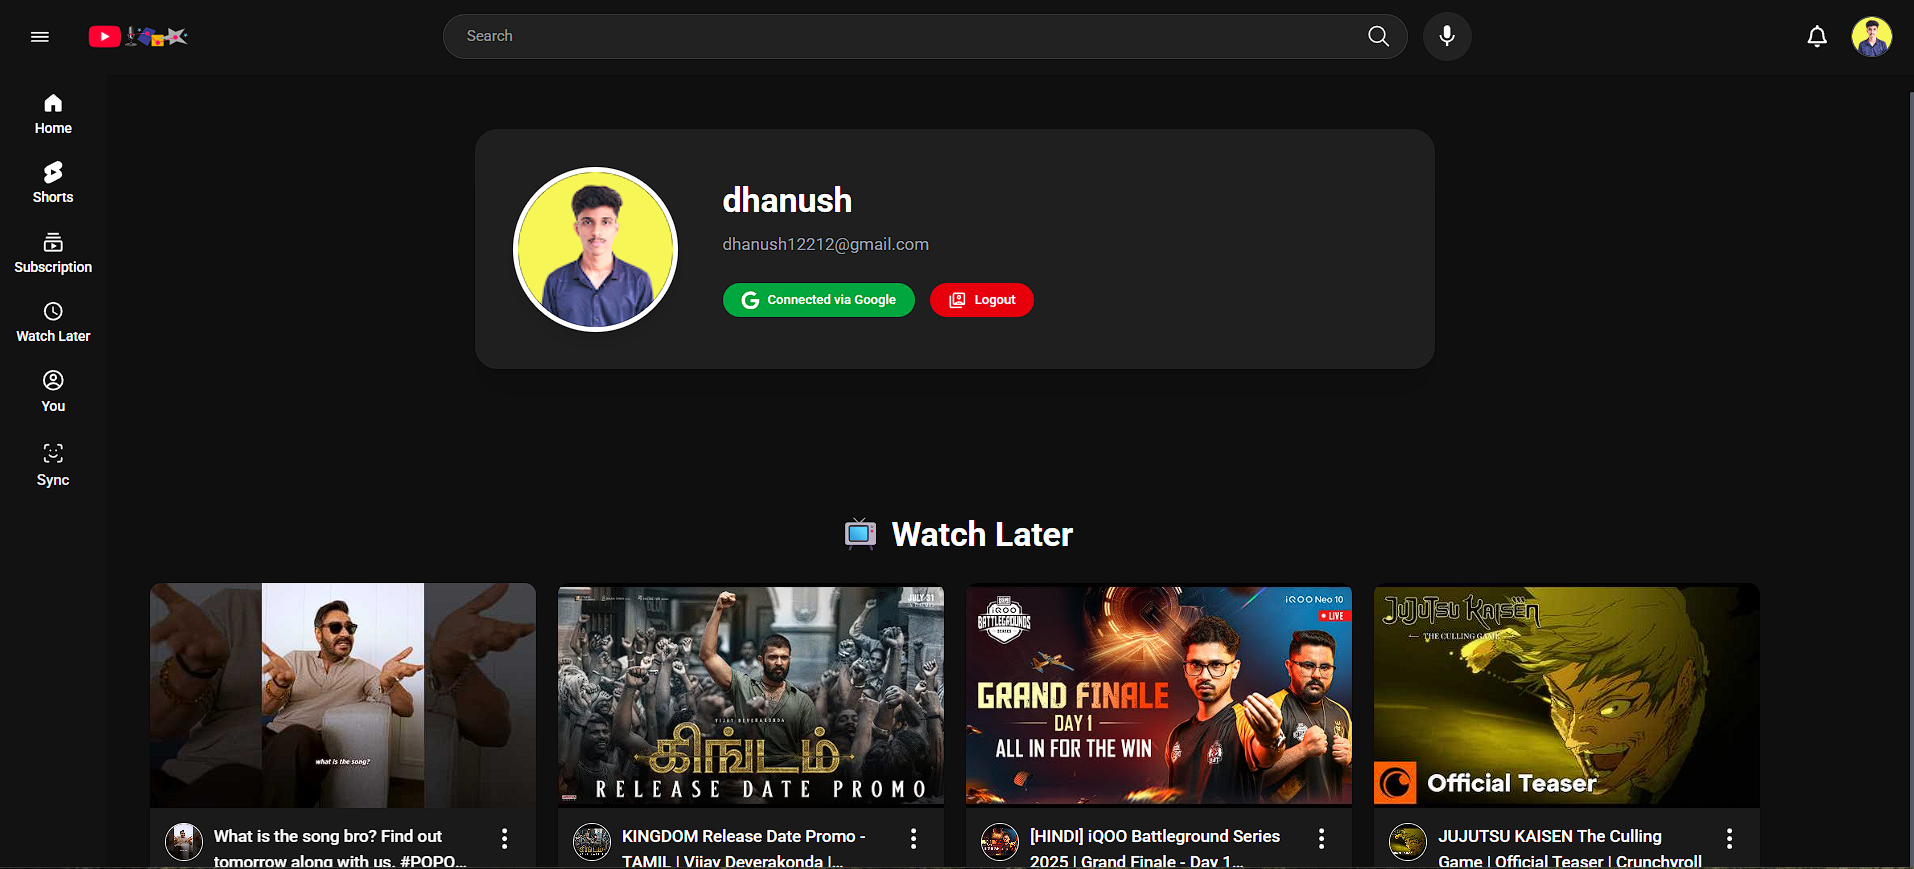 Search
Home
Shorts
Subscription
Watch Later
You
Sync
dhanush
dhanush12212@gmail.com
Connected via Google
Logout
Watch Later
what is the song?
JULY 31
VIJAY DEVERAKONDA
கிங்டம்
RELEASE DATE PROMO
iQOO
BATTLEGROUNDS
SERIES
iQOO Neo 10
LIVE
GRAND FINALE
DAY 1
ALL IN FOR THE WIN
JUJUTSU KAISEN
THE CULLING GAME
Official Teaser
What is the song bro? Find out
tomorrow along with us. #POPO...
KINGDOM Release Date Promo -
TAMIL | Vijay Deverakonda |...
[HINDI] iQOO Battleground Series
2025 | Grand Finale - Day 1...
JUJUTSU KAISEN The Culling
Game | Official Teaser | Crunchyroll